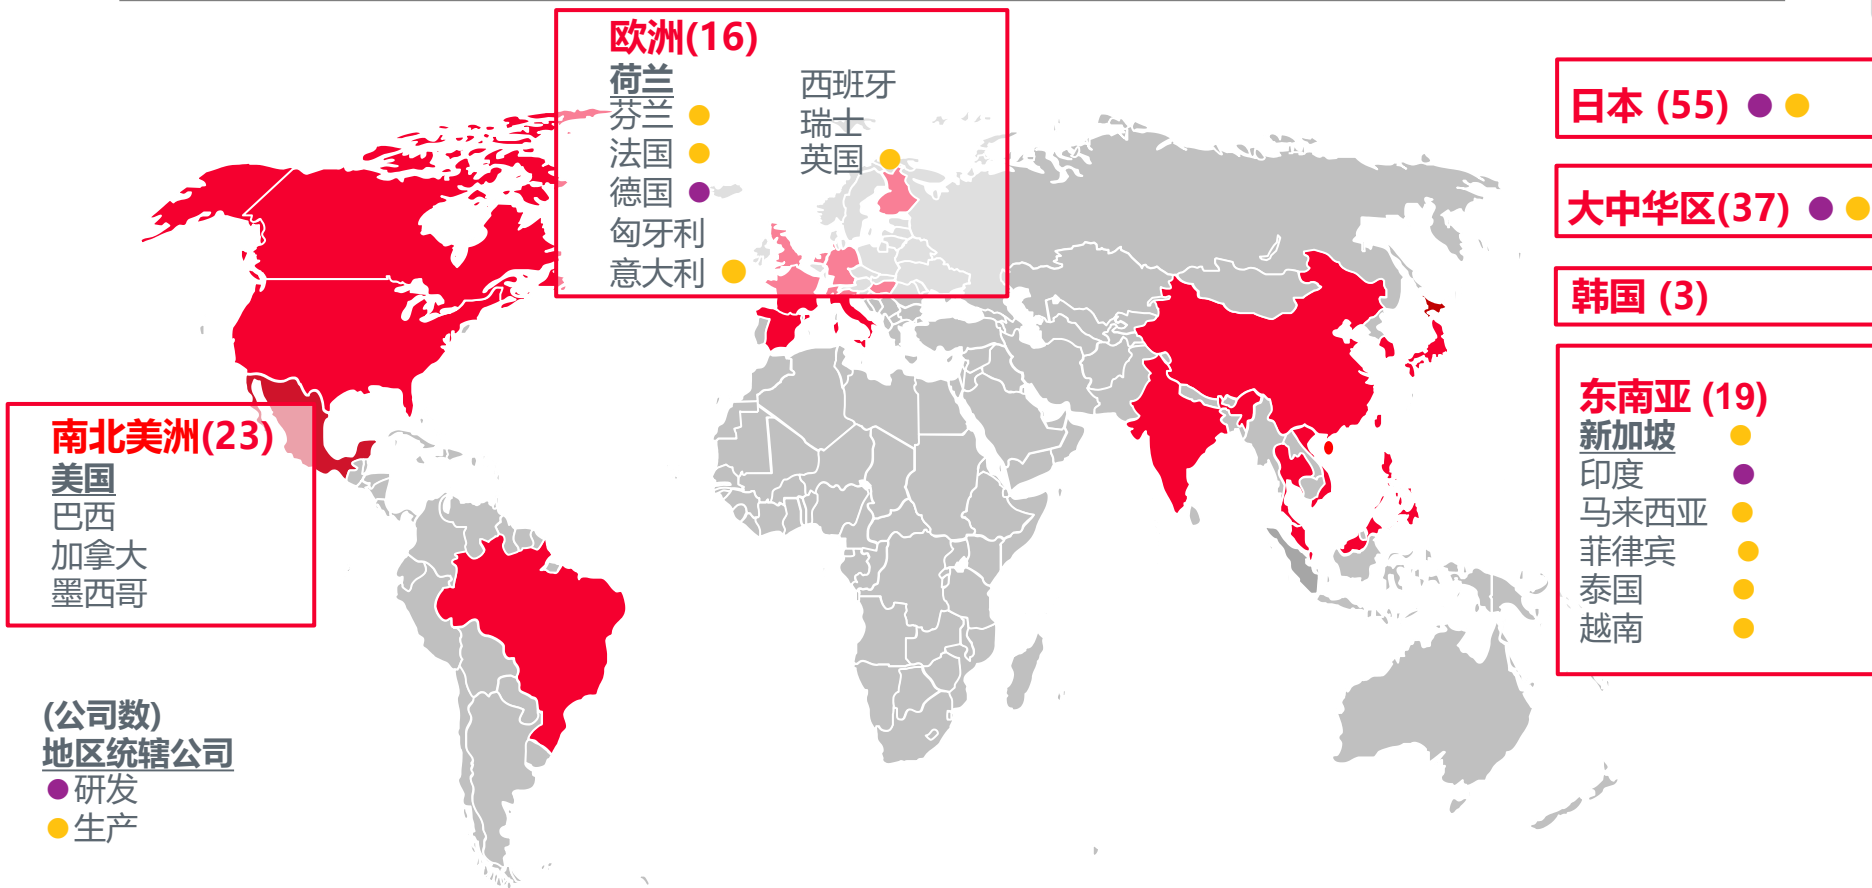 欧洲(16)
荷兰
芬兰
法国
德国
匈牙利
意大利
西班牙
瑞士
英国
日本 (55)
大中华区(37)
韩国 (3)
东南亚 (19)
新加坡
印度
马来西亚
菲律宾
泰国
越南
南北美洲(23)
美国
巴西
加拿大
墨西哥
(公司数)
地区统辖公司
研发
生产